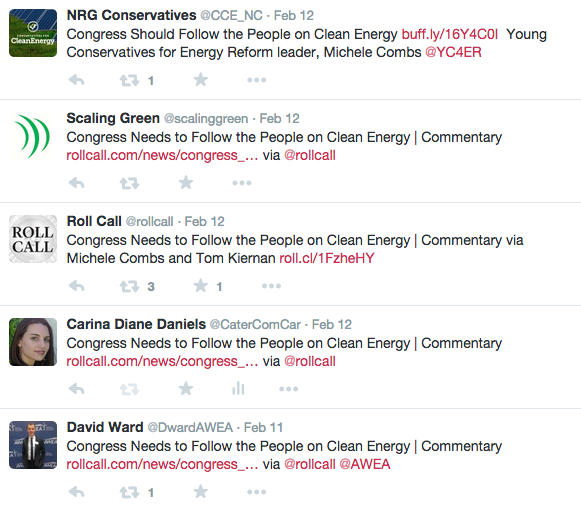 NRG Conservatives @CCE_NC · Feb 12
Congress Should Follow the People on Clean Energy buff.ly/16Y4C0I Young
Conservatives for Energy Reform leader, Michele Combs @YC4ER
1
Scaling Green @scalinggreen · Feb 12
Congress Needs to Follow the People on Clean Energy | Commentary
rollcall.com/news/congress_... via @rollcall
ROLL
CALL
Roll Call @rollcall · Feb 12
Congress Needs to Follow the People on Clean Energy | Commentary via
Michele Combs and Tom Kiernan roll.cl/1FzheHY
3 1
Carina Diane Daniels @CaterComCar · Feb 12
Congress Needs to Follow the People on Clean Energy | Commentary
rollcall.com/news/congress_... via @rollcall
David Ward @DwardAWEA · Feb 11
Congress Needs to Follow the People on Clean Energy | Commentary
rollcall.com/news/congress_... via @rollcall @AWEA
1
CleanEnergy